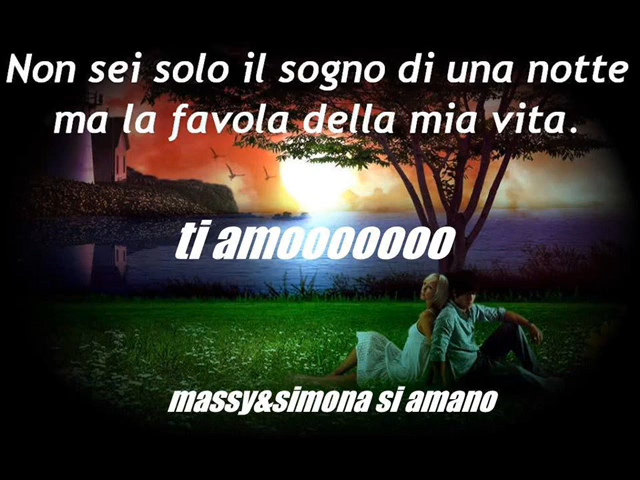 Non sei solo il sogno di una notte
ma la favola della mia vita.
ti amoooooooo
massy&simona si amano